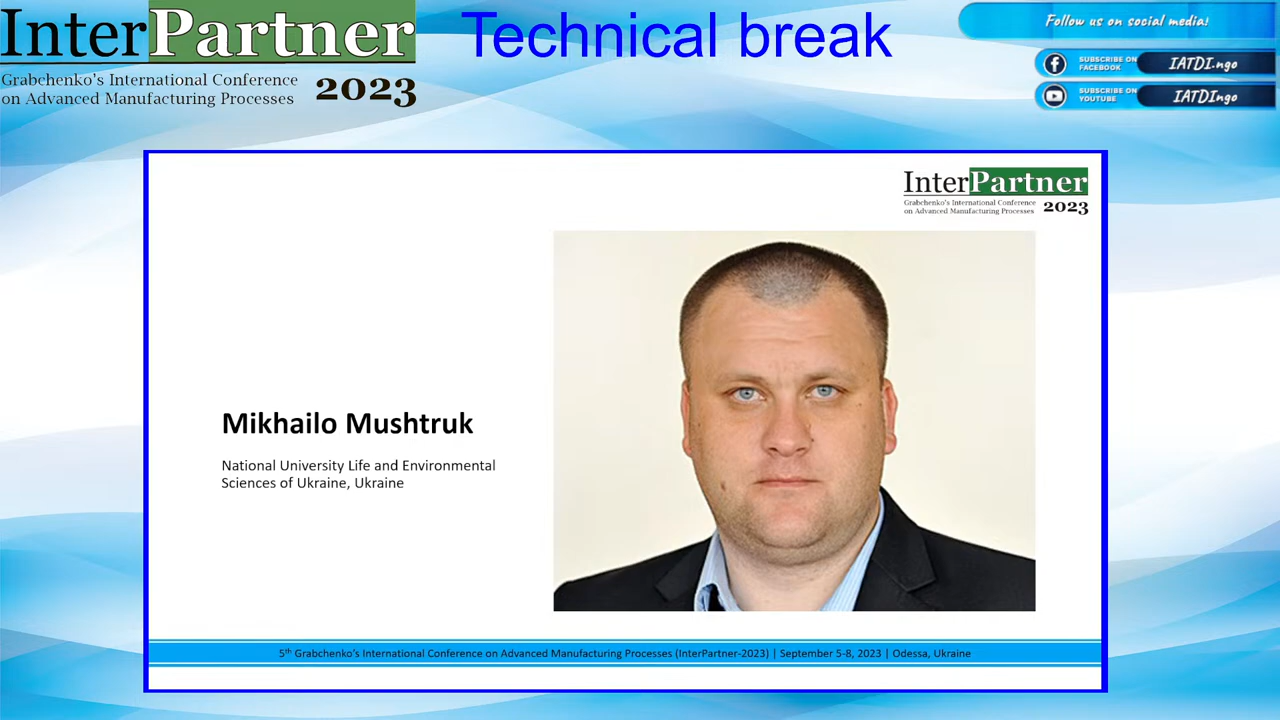 InterPartner
Grabchenko's International Conference
on Advanced Manufacturing Processes 2023
Technical break
Follow us on social media!
SUBSCRIBE ON FACEBOOK IATDI.ngo
SUBSCRIBE ON YOUTUBE IATDIngo
InterPartner
Grabchenko's International Conference
on Advanced Manufacturing Processes 2023
Mikhailo Mushtruk
National University Life and Environmental
Sciences of Ukraine, Ukraine
5th Grabchenko's International Conference on Advanced Manufacturing Processes (InterPartner-2023) | September 5-8, 2023 | Odessa, Ukraine